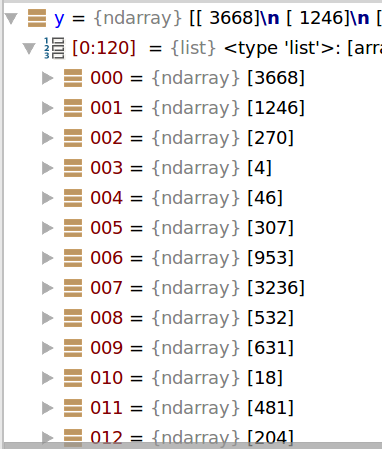 y = {ndarray} [[ 3668]\n [ 1246]\n [
[0:120] = {list} <type 'list'>: [arra
000 = {ndarray} [3668]
001 = {ndarray} [1246]
002 = {ndarray} [270]
003 = {ndarray} [4]
004 = {ndarray} [46]
005 = {ndarray} [307]
006 = {ndarray} [953]
007 = {ndarray} [3236]
008 = {ndarray} [532]
009 = {ndarray} [631]
010 = {ndarray} [18]
011 = {ndarray} [481]
012 = {ndarray} [204]